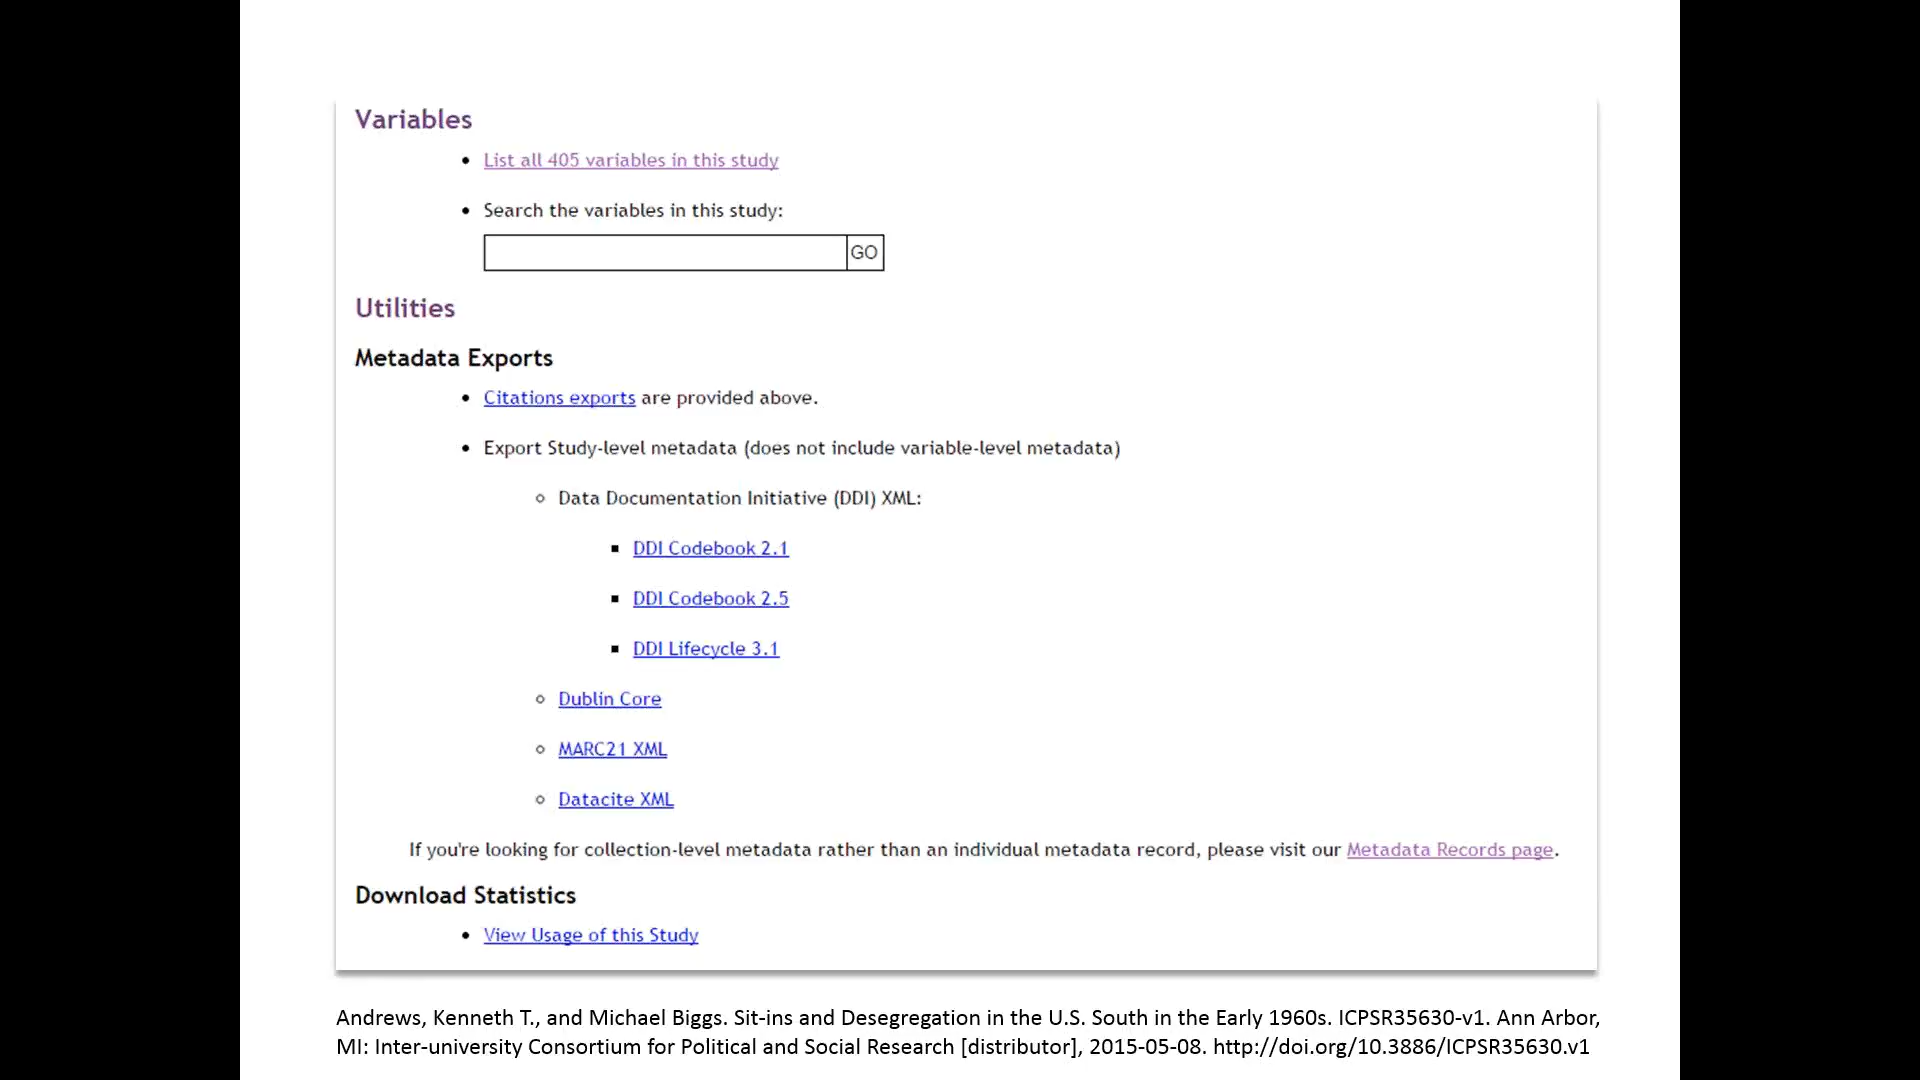 Variables
List all 405 variables in this study
Search the variables in this study:
GO
Utilities
Metadata Exports
Citations exports are provided above.
Export Study-level metadata (does not include variable-level metadata)
Data Documentation Initiative (DDI) XML:
DDI Codebook 2.1
DDI Codebook 2.5
DDI Lifecycle 3.1
Dublin Core
MARC21 XML
Datacite XML
If you're looking for collection-level metadata rather than an individual metadata record, please visit our Metadata Records page.
Download Statistics
View Usage of this Study
Andrews, Kenneth T., and Michael Biggs. Sit-ins and Desegregation in the U.S. South in the Early 1960s. ICPSR35630-v1. Ann Arbor,
MI: Inter-university Consortium for Political and Social Research [distributor], 2015-05-08. http://doi.org/10.3886/ICPSR35630.v1